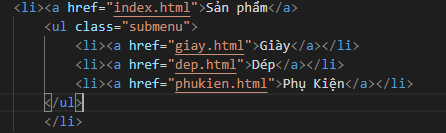 <li><a href="index.html">Sản phẩm</a>
<ul class="submenu">
<li><a href="giay.html">Giày</a></li>
<li><a href="dep.html">Dép</a></li>
<li><a href="phukien.html">Phụ Kiện</a></li>
</ul>
</li>